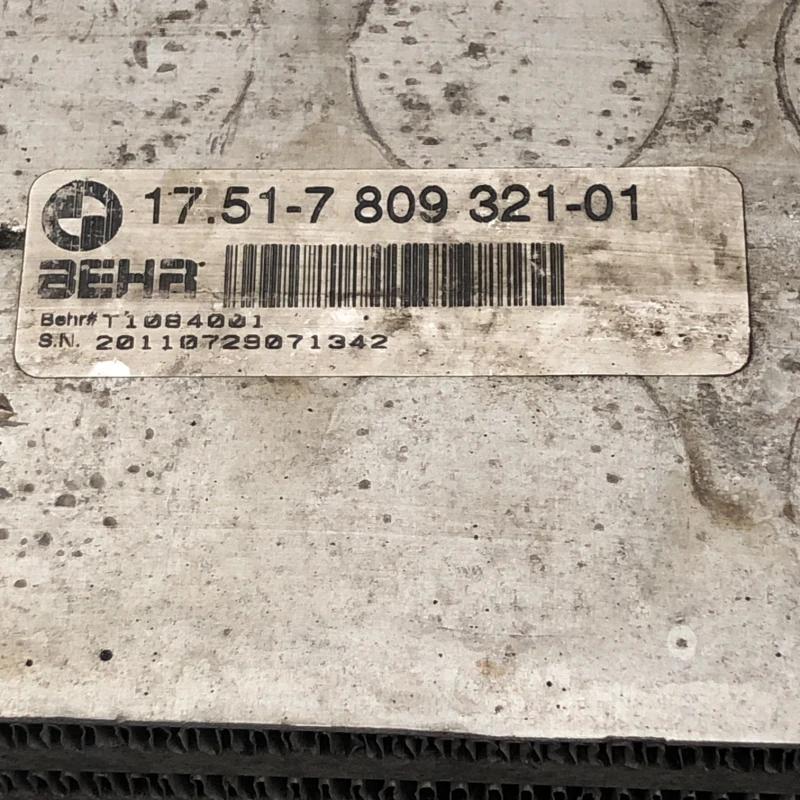 17.51-7 809 321-01
BEHR
Behr# T1084001
S.N. 20110729071342